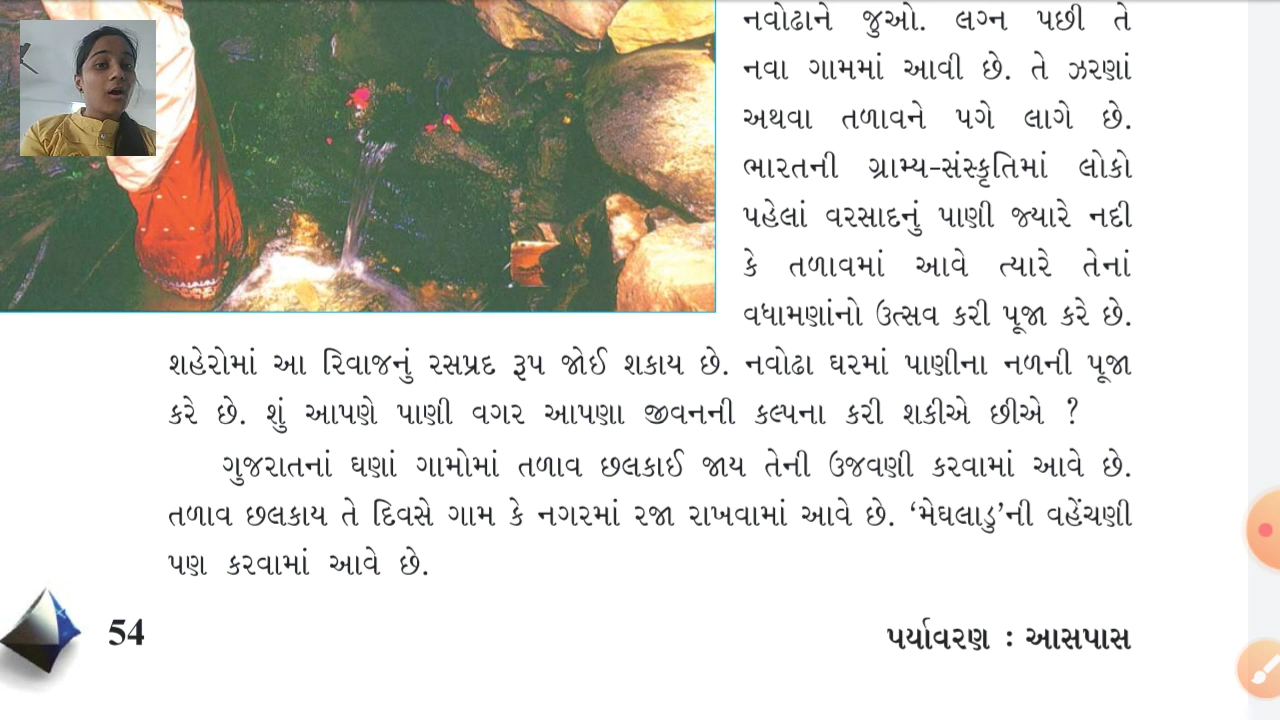 નવોઢાને જુઓ. લગ્ન પછી તે
નવા ગામમાં આવી છે. તે ઝરણાં
અથવા તળાવને પગે લાગે છે.
ભારતની ગ્રામ્ય-સંસ્કૃતિમાં લોકો
પહેલાં વરસાદનું પાણી જ્યારે નદી
કે તળાવમાં આવે ત્યારે તેનાં
વધામણાંનો ઉત્સવ કરી પૂજા કરે છે.
શહેરોમાં આ રિવાજનું રસપ્રદ રૂપ જોઈ શકાય છે. નવોઢા ઘરમાં પાણીના નળની પૂજા
કરે છે. શું આપણે પાણી વગર આપણા જીવનની કલ્પના કરી શકીએ છીએ ?
ગુજરાતનાં ઘણાં ગામોમાં તળાવ છલકાઈ જાય તેની ઉજવણી કરવામાં આવે છે.
તળાવ છલકાય તે દિવસે ગામ કે નગરમાં રજા રાખવામાં આવે છે. ‘મેઘલાડુ’ની વહેંચણી
પણ કરવામાં આવે છે.
54
પર્યાવરણ : આસપાસ